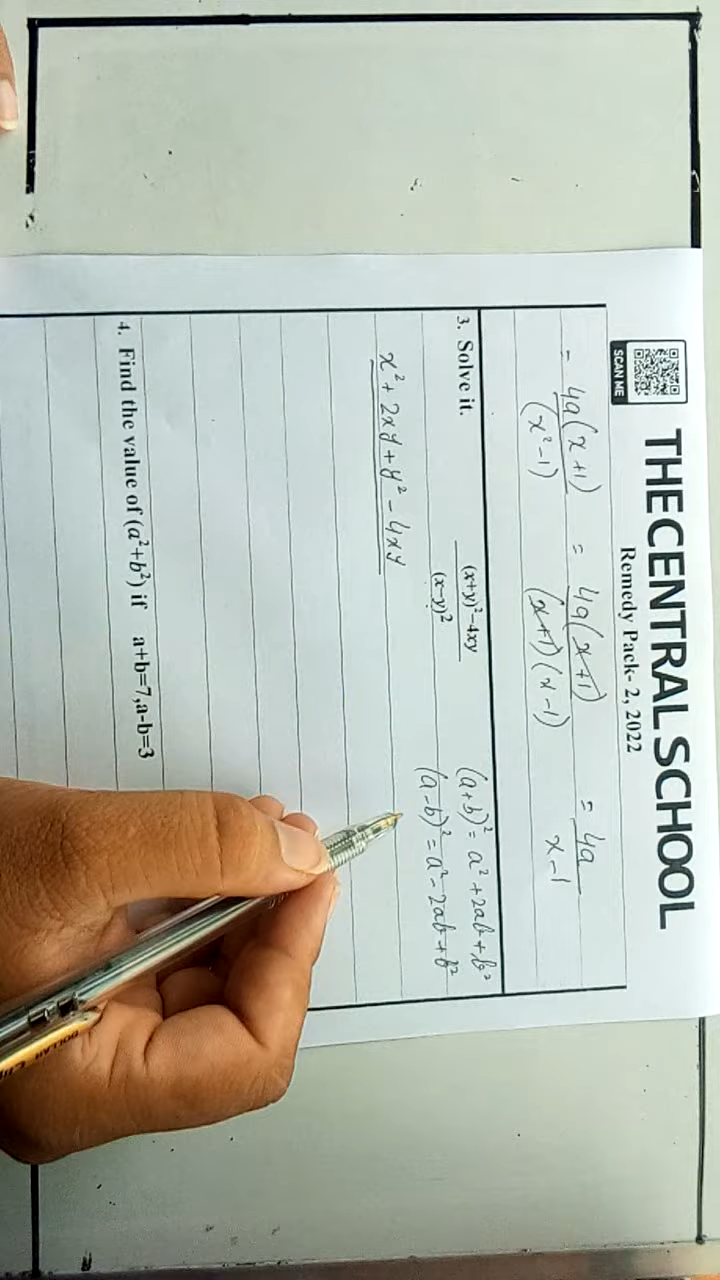 SCAN ME
THE CENTRAL SCHOOL
Remedy Pack- 2, 2022
= 4a(x+1)/(x²-1) = 4a(x+1)/(x+1)(x-1) = 4a/x-1
3. Solve it. (x+y)²-4xy/(x-y)² (a+b)² = a²+2ab+b²
(a-b)² = a²-2ab+b²
x²+2xy+y²-4xy
4. Find the value of (a²+b²) if a+b=7,a-b=3